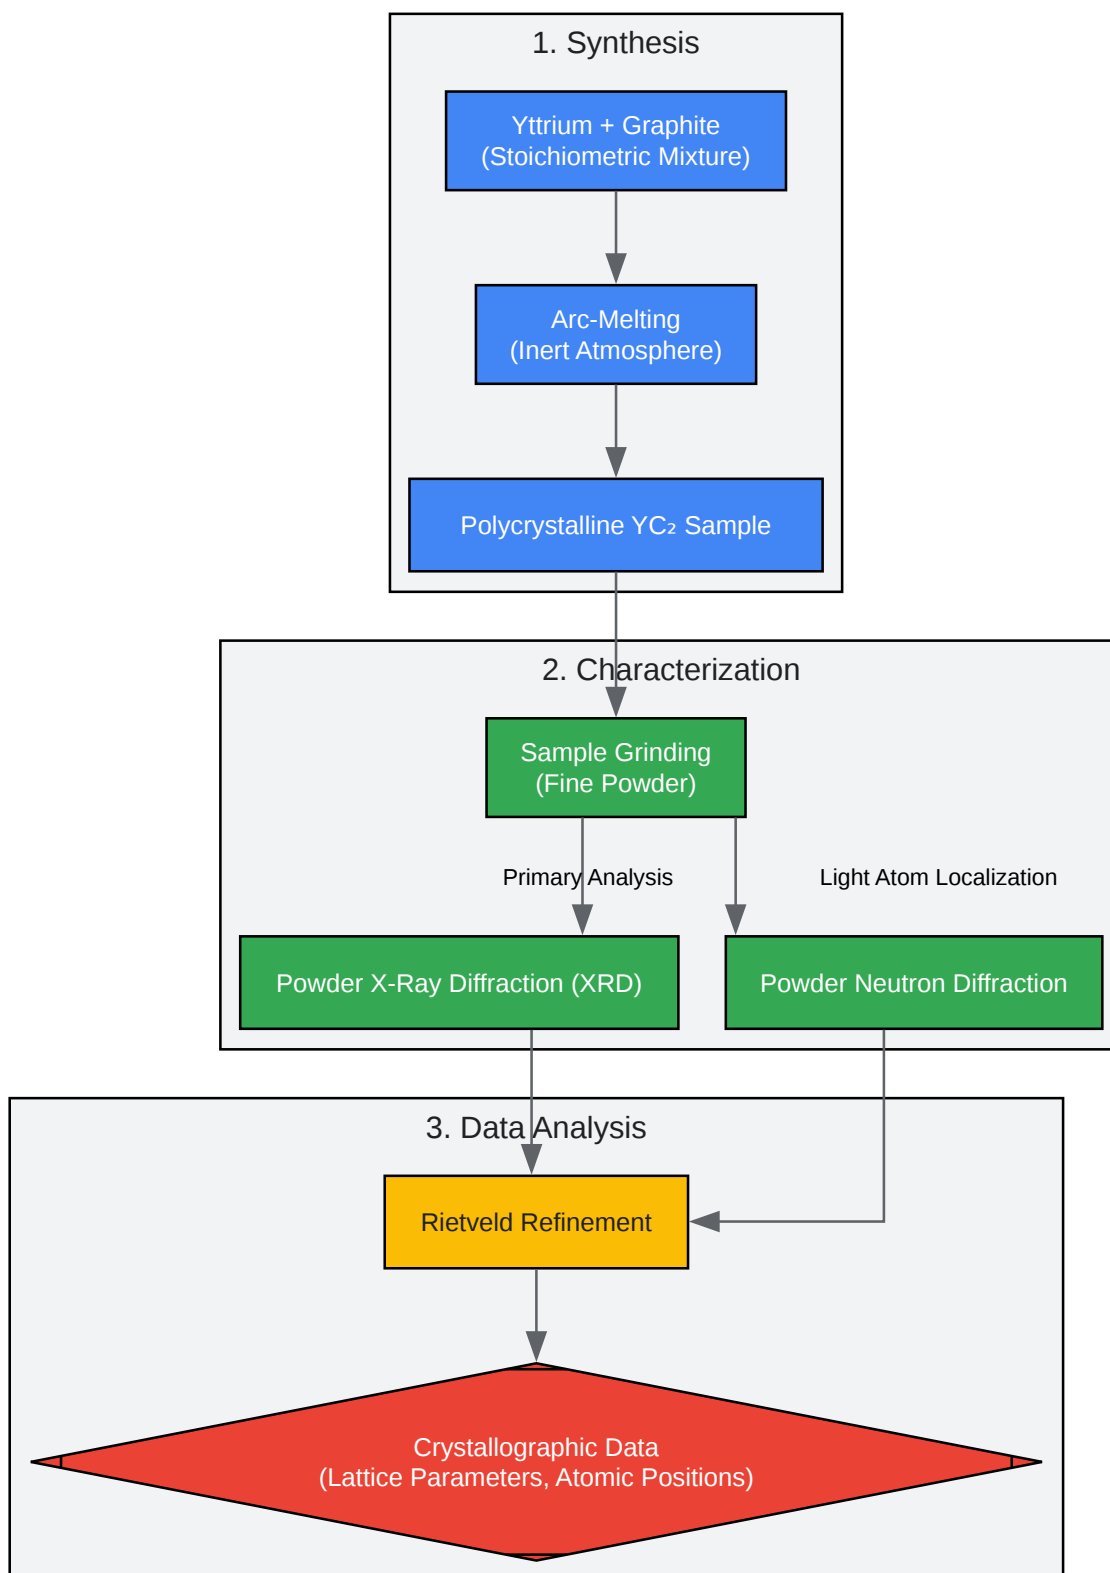 1. Synthesis
Yttrium + Graphite
(Stoichiometric Mixture)
Arc-Melting
(Inert Atmosphere)
Polycrystalline YC₂ Sample
2. Characterization
Sample Grinding
(Fine Powder)
Primary Analysis
Light Atom Localization
Powder X-Ray Diffraction (XRD)
Powder Neutron Diffraction
3. Data Analysis
Rietveld Refinement
Crystallographic Data
(Lattice Parameters, Atomic Positions)